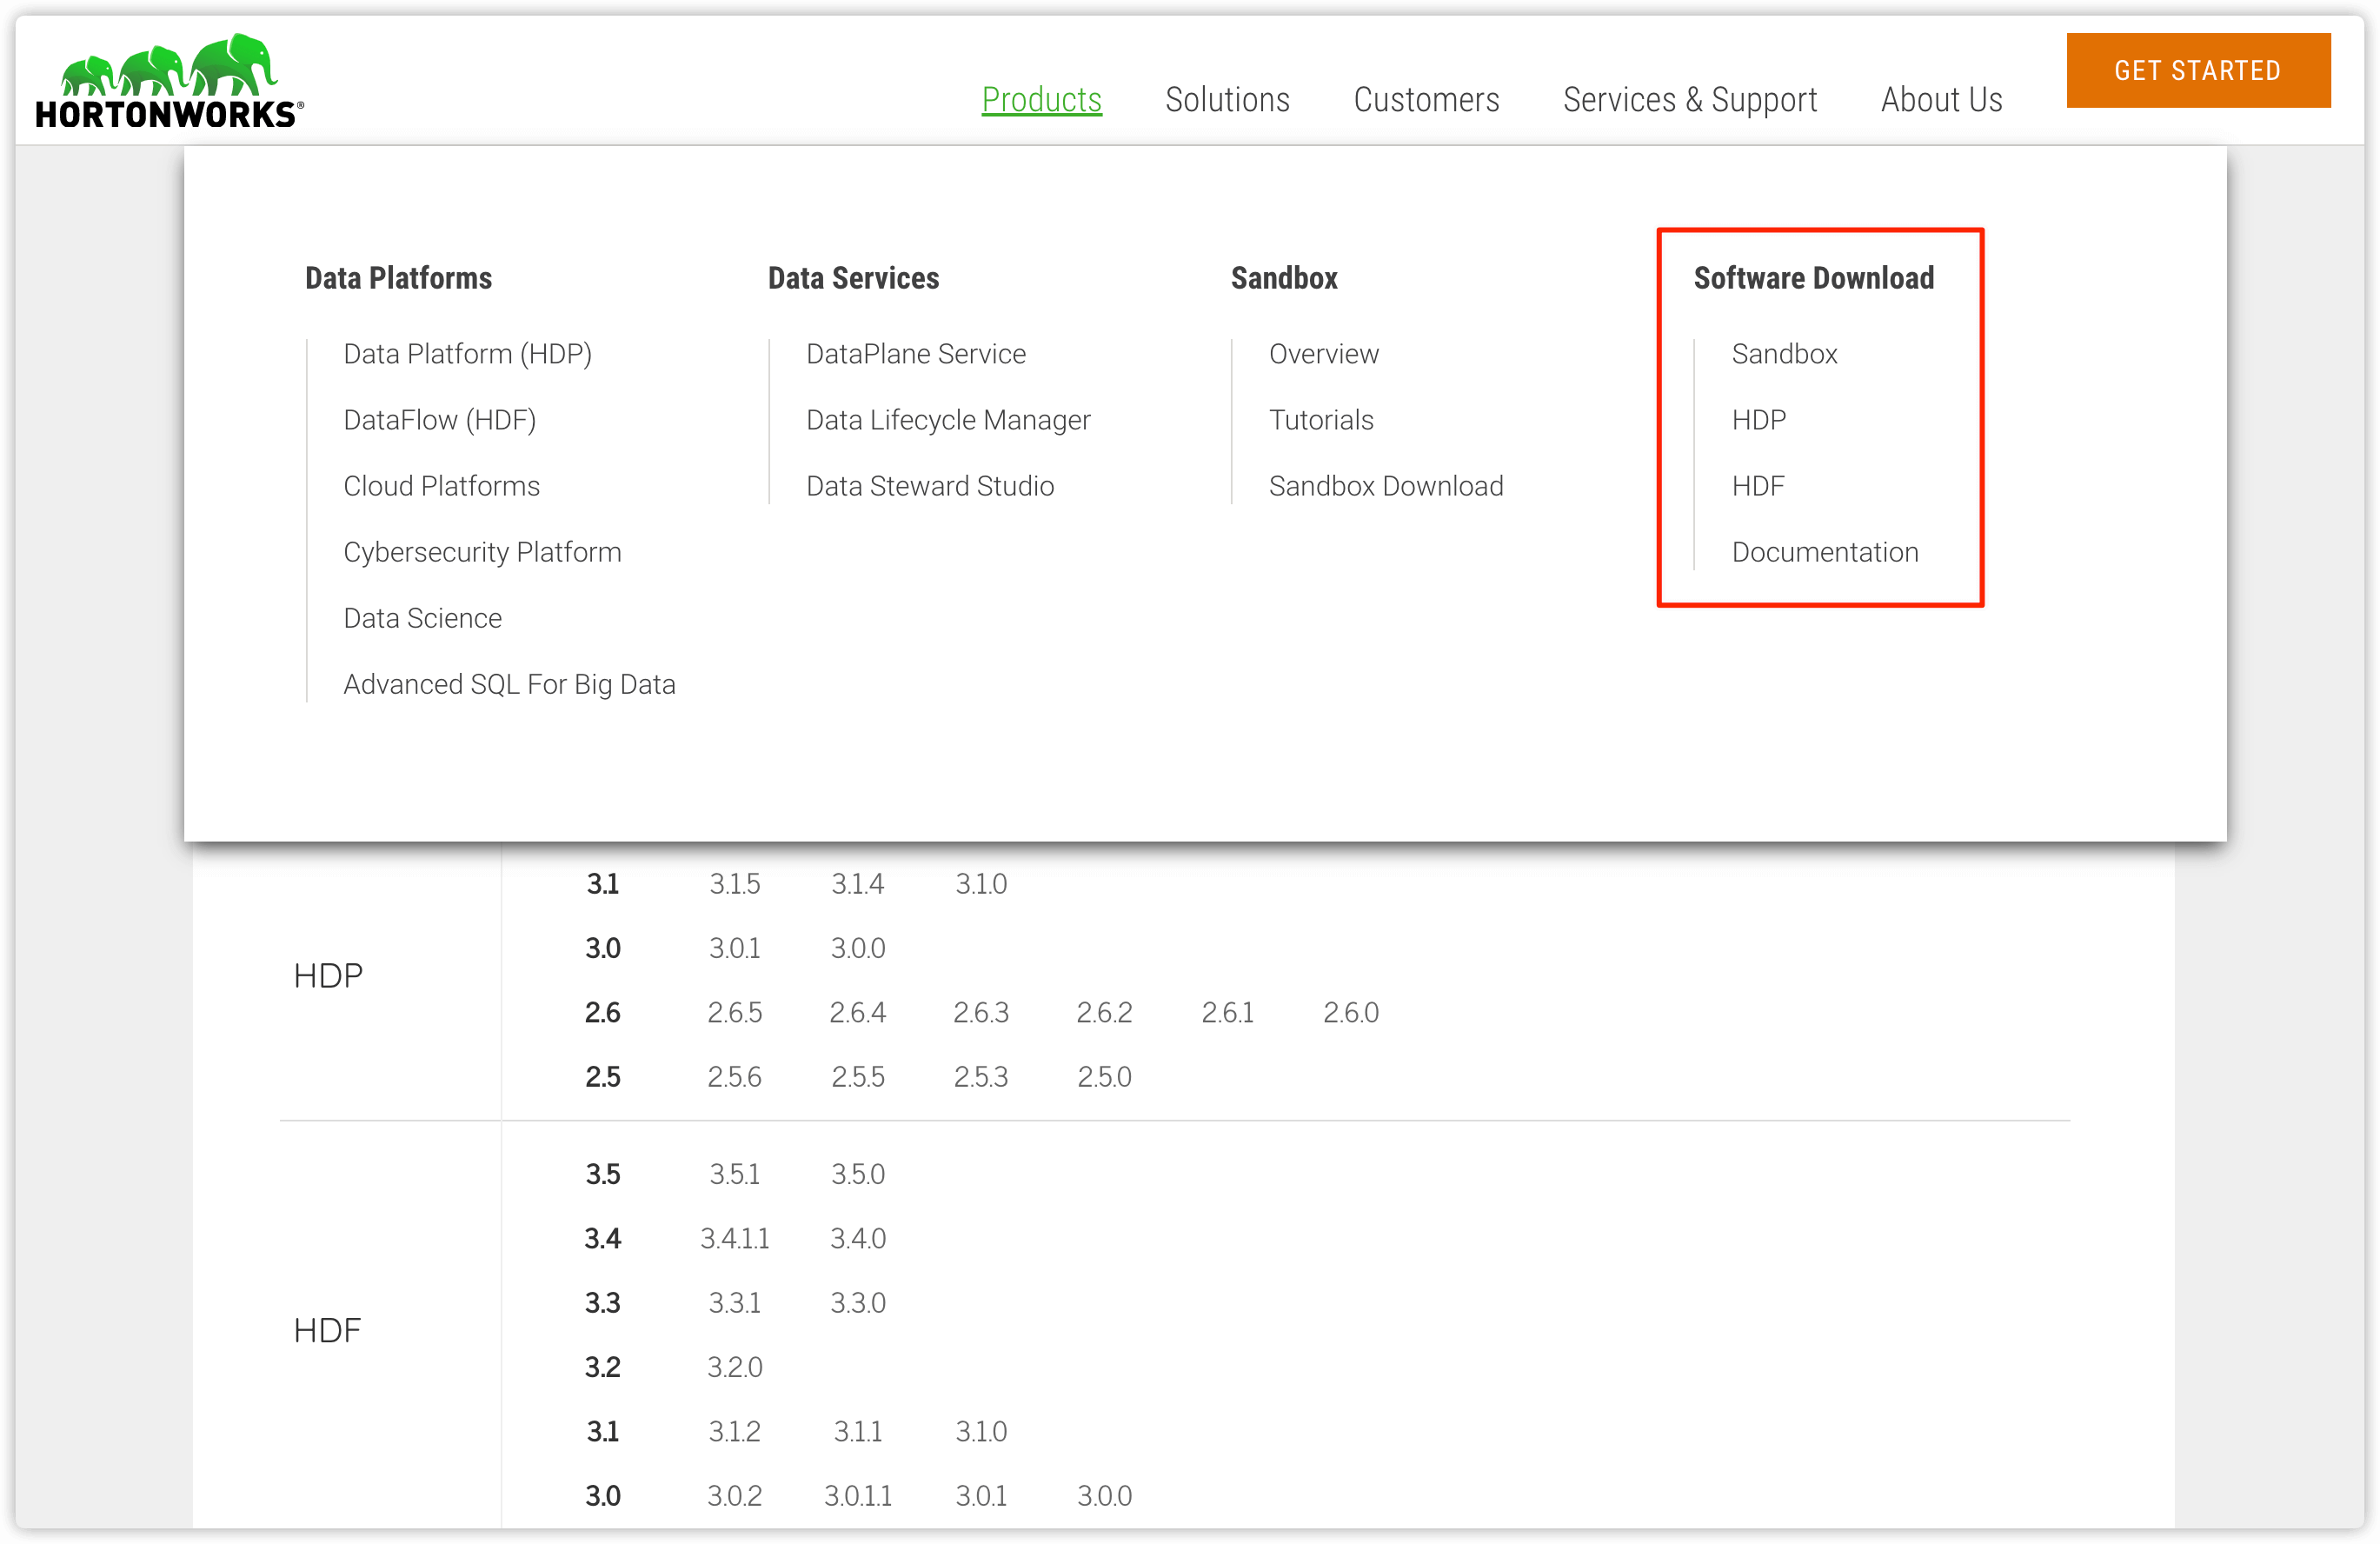 HORTONWORKS®
Products Solutions Customers Services & Support About Us GET STARTED
Data Platforms
Data Platform (HDP)
DataFlow (HDF)
Cloud Platforms
Cybersecurity Platform
Data Science
Advanced SQL For Big Data
Data Services
DataPlane Service
Data Lifecycle Manager
Data Steward Studio
Sandbox
Overview
Tutorials
Sandbox Download
Software Download
Sandbox
HDP
HDF
Documentation
HDP
3.1 3.1.5 3.1.4 3.1.0
3.0 3.0.1 3.0.0
2.6 2.6.5 2.6.4 2.6.3 2.6.2 2.6.1 2.6.0
2.5 2.5.6 2.5.5 2.5.3 2.5.0
HDF
3.5 3.5.1 3.5.0
3.4 3.4.1.1 3.4.0
3.3 3.3.1 3.3.0
3.2 3.2.0
3.1 3.1.2 3.1.1 3.1.0
3.0 3.0.2 3.0.1.1 3.0.1 3.0.0